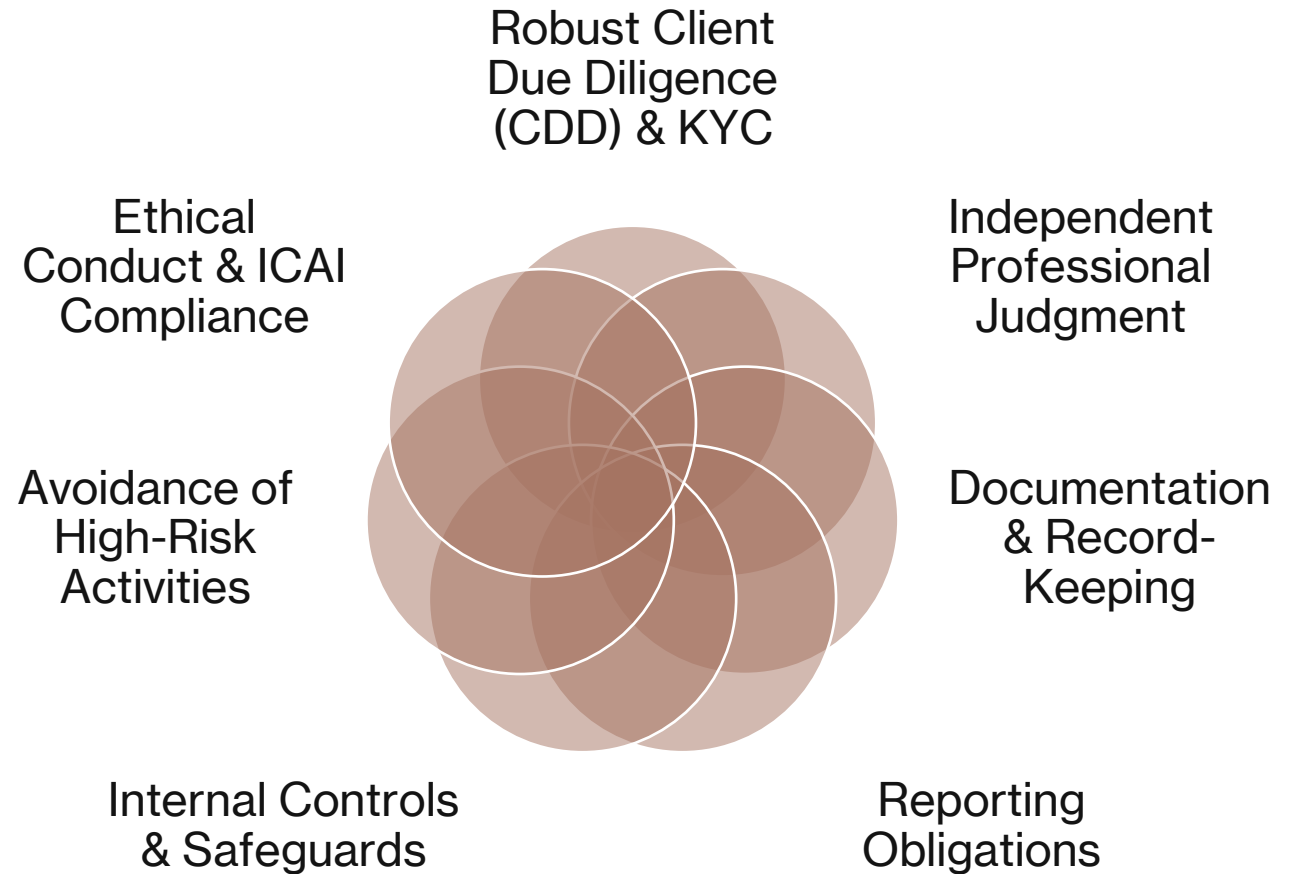 Robust Client
Due Diligence
(CDD) & KYC
Ethical
Conduct & ICAI
Compliance
Independent
Professional
Judgment
Avoidance of
High-Risk
Activities
Documentation
& Record-
Keeping
Internal Controls
& Safeguards
Reporting
Obligations